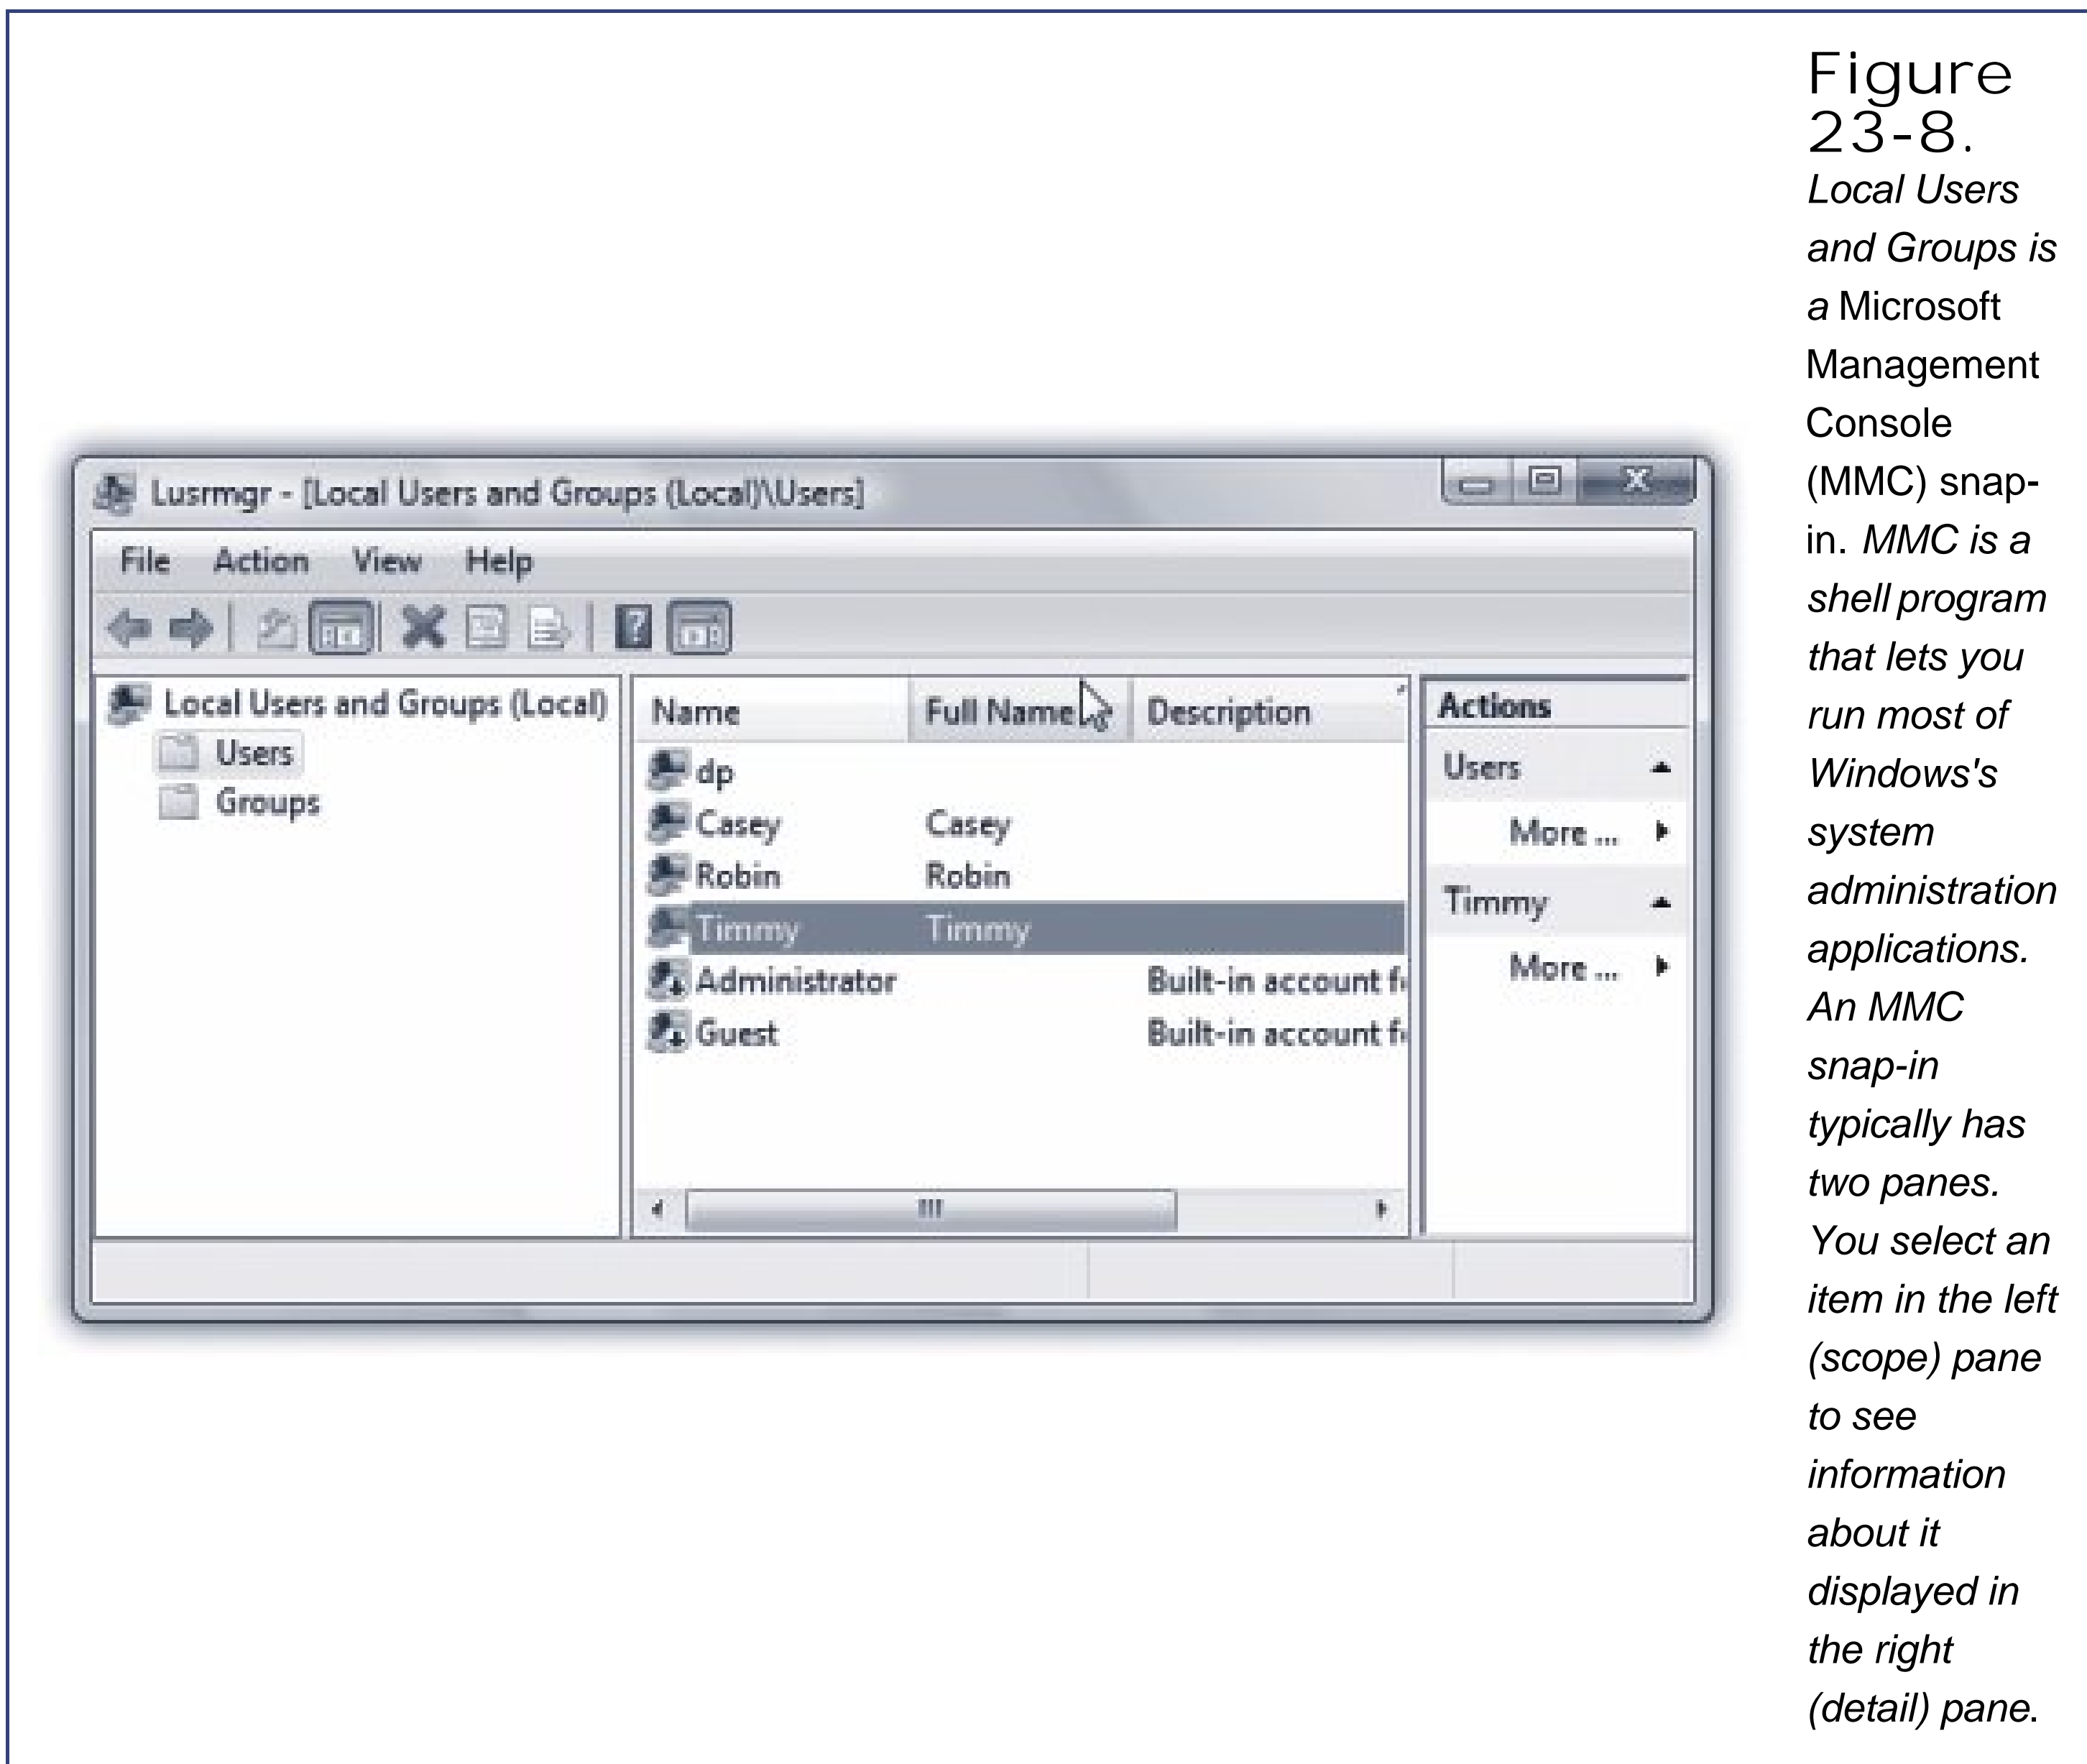 Lusrmgr - [Local Users and Groups (Local)\Users]
File Action View Help
Local Users and Groups (Local)
Users
Groups
Name Full Name Description
dp
Casey Casey
Robin Robin
Timmy Timmy
Administrator Built-in account f
Guest Built-in account f
Actions
Users
More ...
Timmy
More ...
Figure
23-8.
Local Users
and Groups is
a Microsoft
Management
Console
(MMC) snap-
in. MMC is a
shell program
that lets you
run most of
Windows's
system
administration
applications.
An MMC
snap-in
typically has
two panes.
You select an
item in the left
(scope) pane
to see
information
about it
displayed in
the right
(detail) pane.